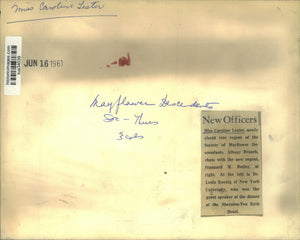 Miss Caroline Lester
JUN 16 1961
Mayflower Descendents
Soc - Thurs
3 cols
New Officers
Miss Caroline Lester, newly
elected vice regent of the
Society of Mayflower De-
scendents, Albany Branch,
chats with the new regent,
Stannard M. Butler, at
right. At the left is Dr.
Louis Koenig of New York
University, who was the
guest speaker at the dinner
at the Sheraton-Ten Eyck
Hotel.